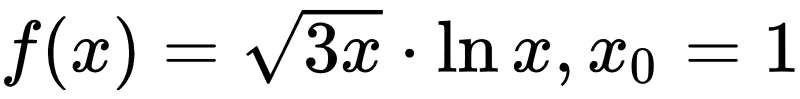 f(x) = √(3x) · ln x, x₀ = 1